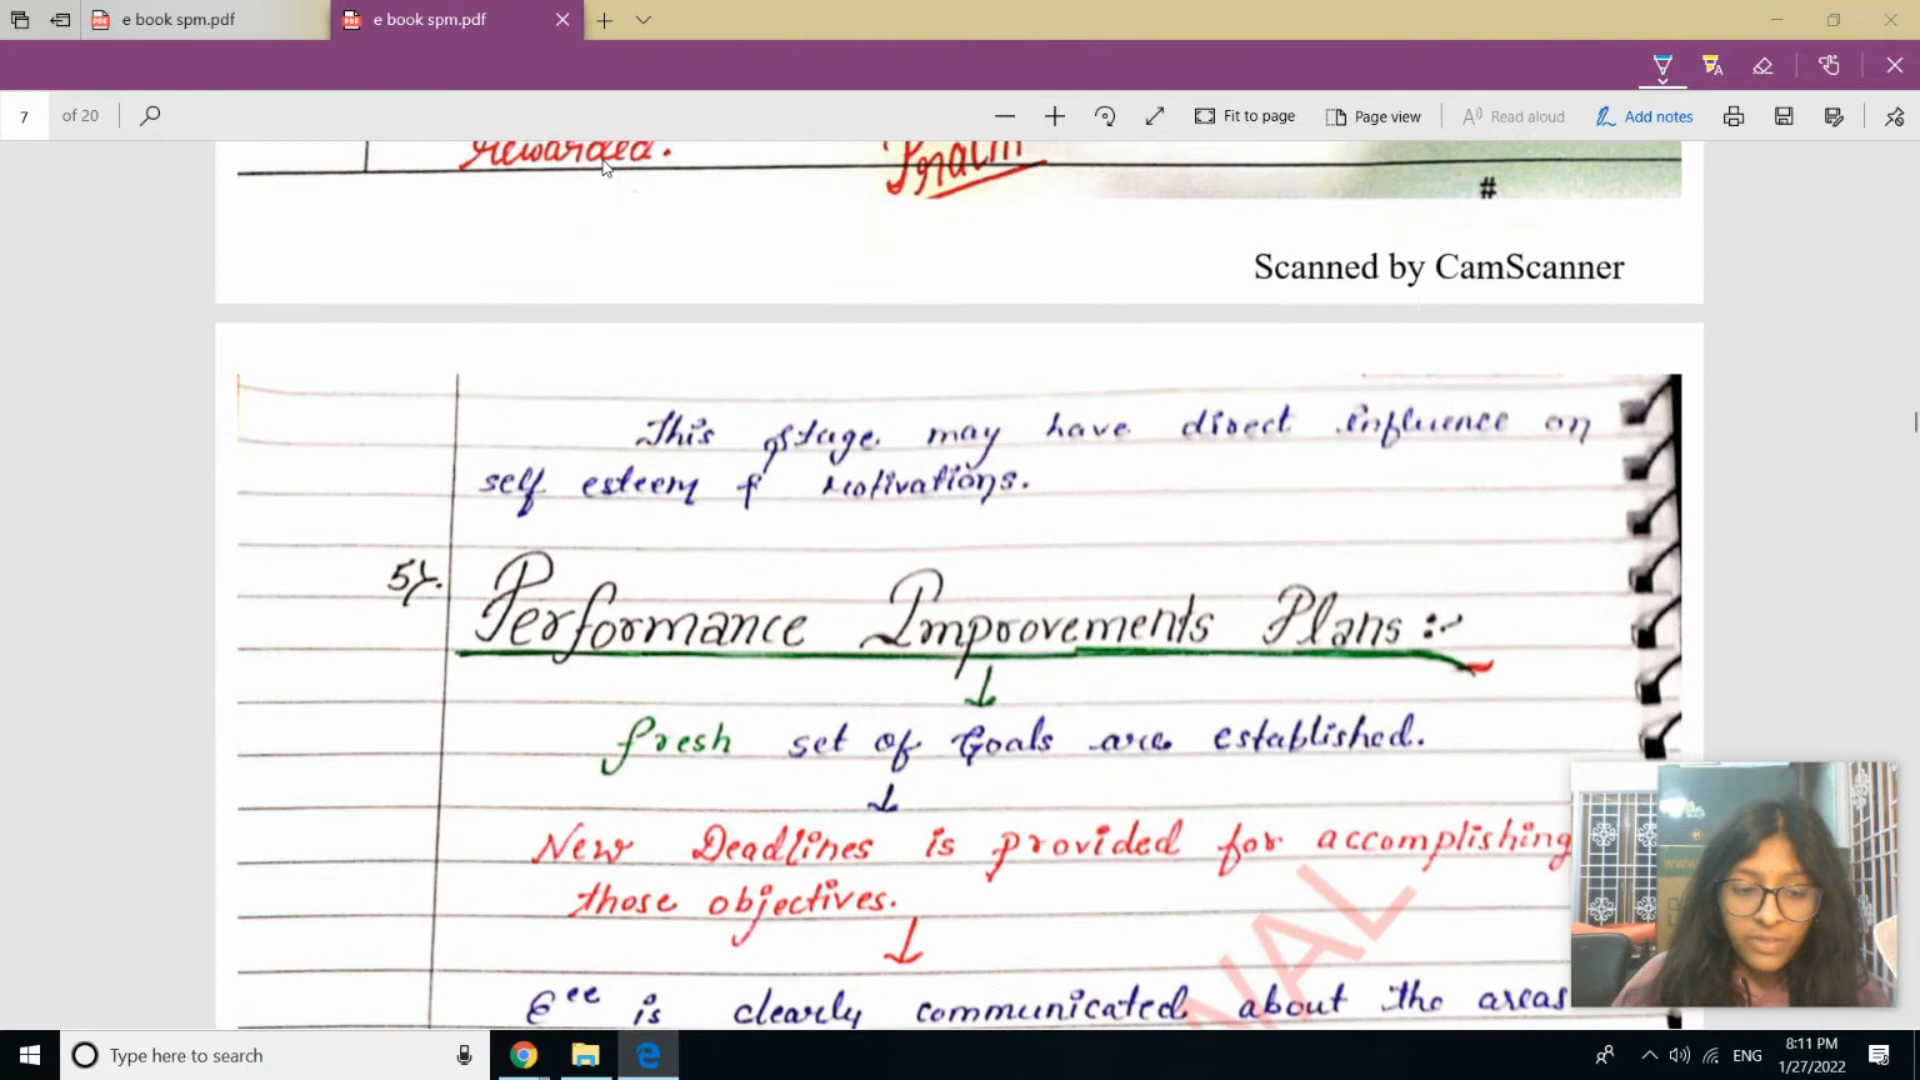 e book spm.pdf
e book spm.pdf
7 of 20
Fit to page
Page view
Read aloud
Add notes
rewarded.
#
Scanned by CamScanner
This stage may have direct influence on
self esteem & motivations.
5).
Performance Improvements Plans :-
fresh set of Goals are established.
New Deadlines is provided for accomplishing
those objectives.
Eee is clearly communicated about the areas
Type here to search
ENG
8:11 PM
1/27/2022